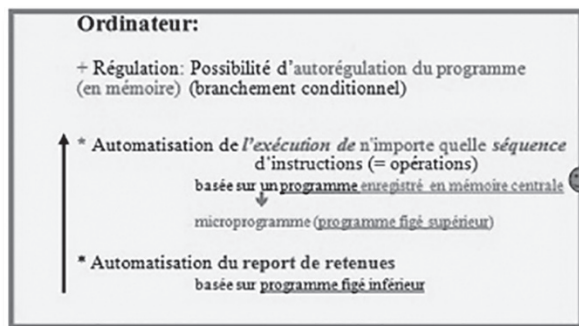 Ordinateur:
+ Régulation: Possibilité d'autorégulation du programme
(en mémoire) (branchement conditionnel)
* Automatisation de l'exécution de n'importe quelle séquence
d'instructions (= opérations)
basée sur un programme enregistré en mémoire centrale
microprogramme (programme figé supérieur)
* Automatisation du report de retenues
basée sur programme figé inférieur